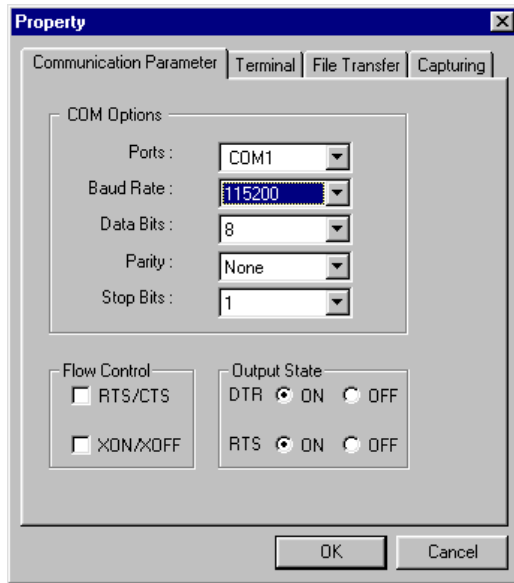 Property
Communication Parameter Terminal File Transfer Capturing
COM Options
Ports : COM1
Baud Rate : 115200
Data Bits : 8
Parity : None
Stop Bits : 1
Flow Control Output State
RTS/CTS DTR ON OFF
XON/XOFF RTS ON OFF
OK Cancel